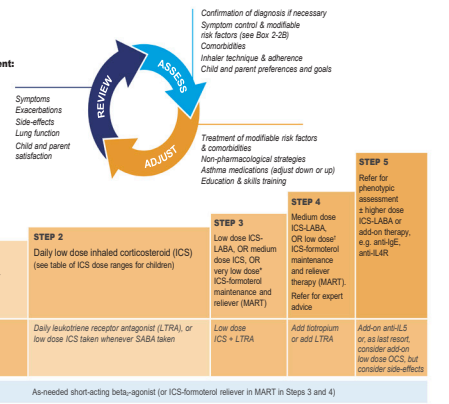 Confirmation of diagnosis if necessary
Symptom control & modifiable
risk factors (see Box 2-2B)
Comorbidities
Inhaler technique & adherence
Child and parent preferences and goals
ent:
REVIEW
ASSESS
ADJUST
Symptoms
Exacerbations
Side-effects
Lung function
Child and parent
satisfaction
Treatment of modifiable risk factors
& comorbidities
Non-pharmacological strategies
Asthma medications (adjust down or up)
Education & skills training
STEP 2
Daily low dose inhaled corticosteroid (ICS)
(see table of ICS dose ranges for children)
STEP 3
Low dose ICS-
LABA, OR medium
dose ICS, OR
very low dose*
ICS-formoterol
maintenance and
reliever (MART)
STEP 4
Medium dose
ICS-LABA,
OR low dose†
ICS-formoterol
maintenance
and reliever
therapy (MART).
Refer for expert
advice
STEP 5
Refer for
phenotypic
assessment
± higher dose
ICS-LABA or
add-on therapy,
e.g. anti-IgE,
anti-IL4R
Daily leukotriene receptor antagonist (LTRA), or
low dose ICS taken whenever SABA taken
Low dose
ICS + LTRA
Add tiotropium
or add LTRA
Add-on anti-IL5
or, as last resort,
consider add-on
low dose OCS, but
consider side-effects
As-needed short-acting beta₂-agonist (or ICS-formoterol reliever in MART in Steps 3 and 4)